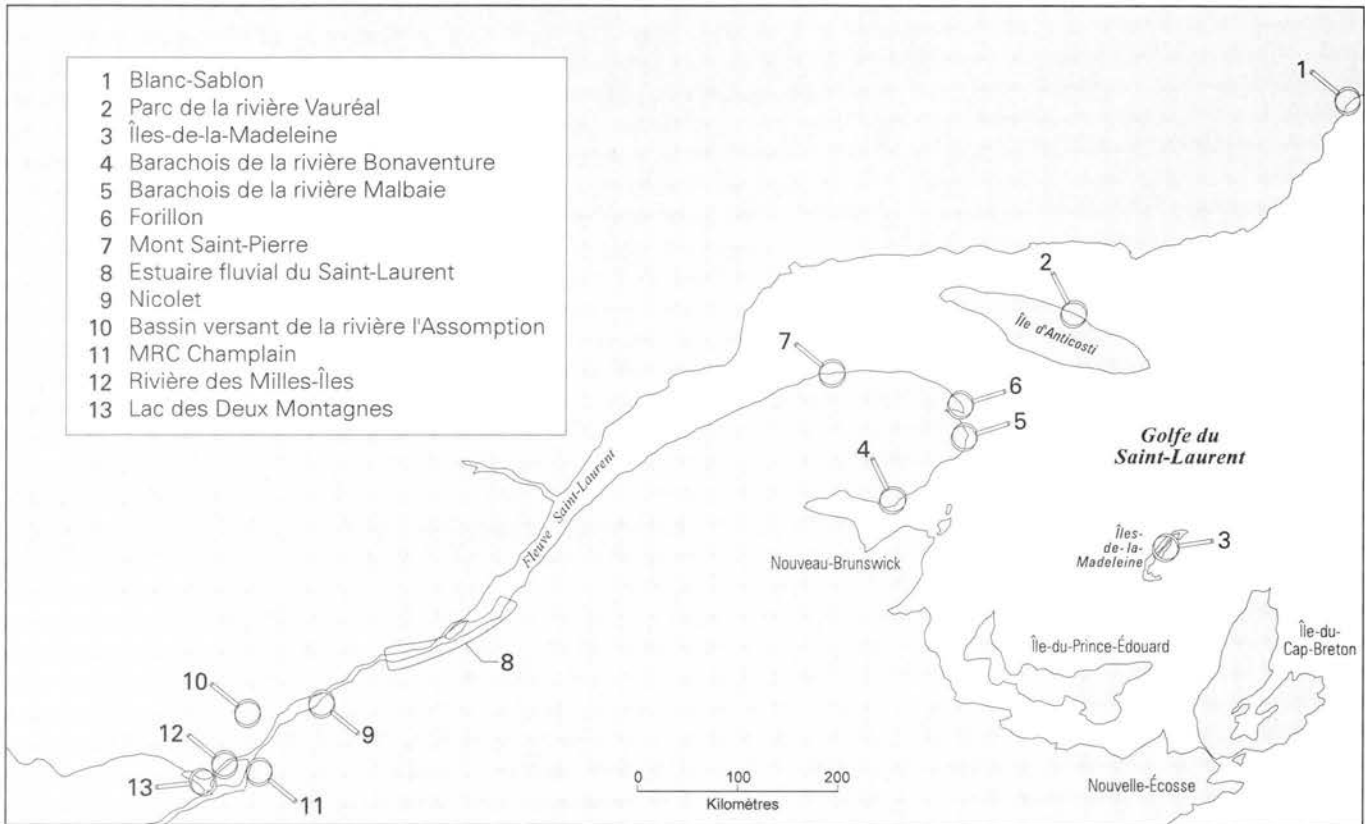 1 Blanc-Sablon
2 Parc de la rivière Vauréal
3 Îles-de-la-Madeleine
4 Barachois de la rivière Bonaventure
5 Barachois de la rivière Malbaie
6 Forillon
7 Mont Saint-Pierre
8 Estuaire fluvial du Saint-Laurent
9 Nicolet
10 Bassin versant de la rivière l'Assomption
11 MRC Champlain
12 Rivière des Milles-Îles
13 Lac des Deux Montagnes
1
2
Île d'Anticosti
7
6
5
Golfe du
Saint-Laurent
4
Fleuve Saint-Laurent
Îles-
de-la-
Madeleine
3
Nouveau-Brunswick
8
Île-du-Prince-Édouard
Île-du-
Cap-Breton
10
9
12
13
11
0 100 200
Kilomètres
Nouvelle-Écosse